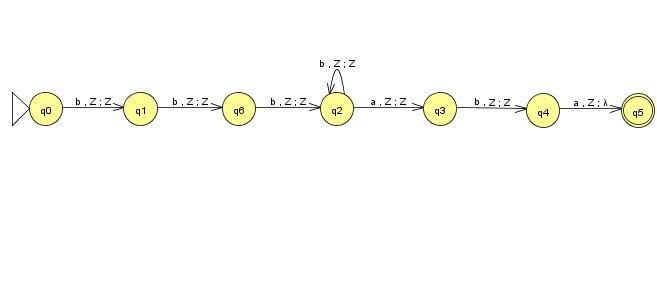 b , Z ; Z
q0 b , Z ; Z q1 b , Z ; Z q6 b , Z ; Z q2 a , Z ; Z q3 b , Z ; Z q4 a , Z ; λ q5